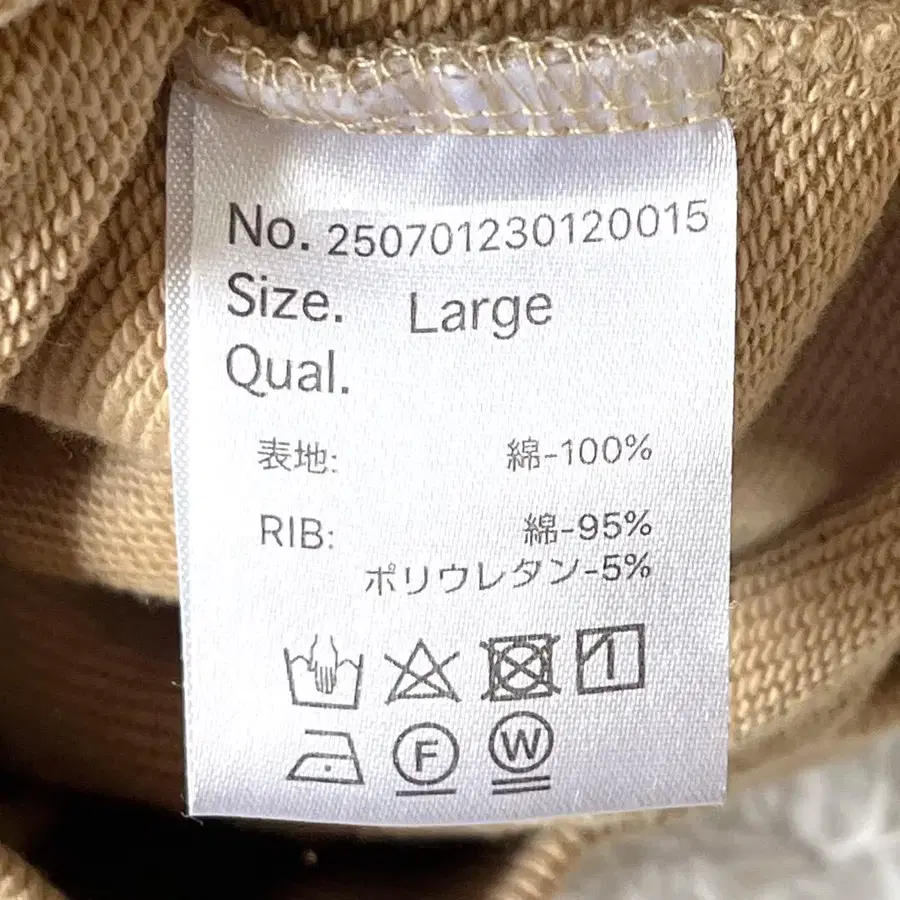 No. 250701230120015
Size. Large
Qual.
表地: 綿-100%
RIB: 綿-95%
ポリウレタン-5%
F W